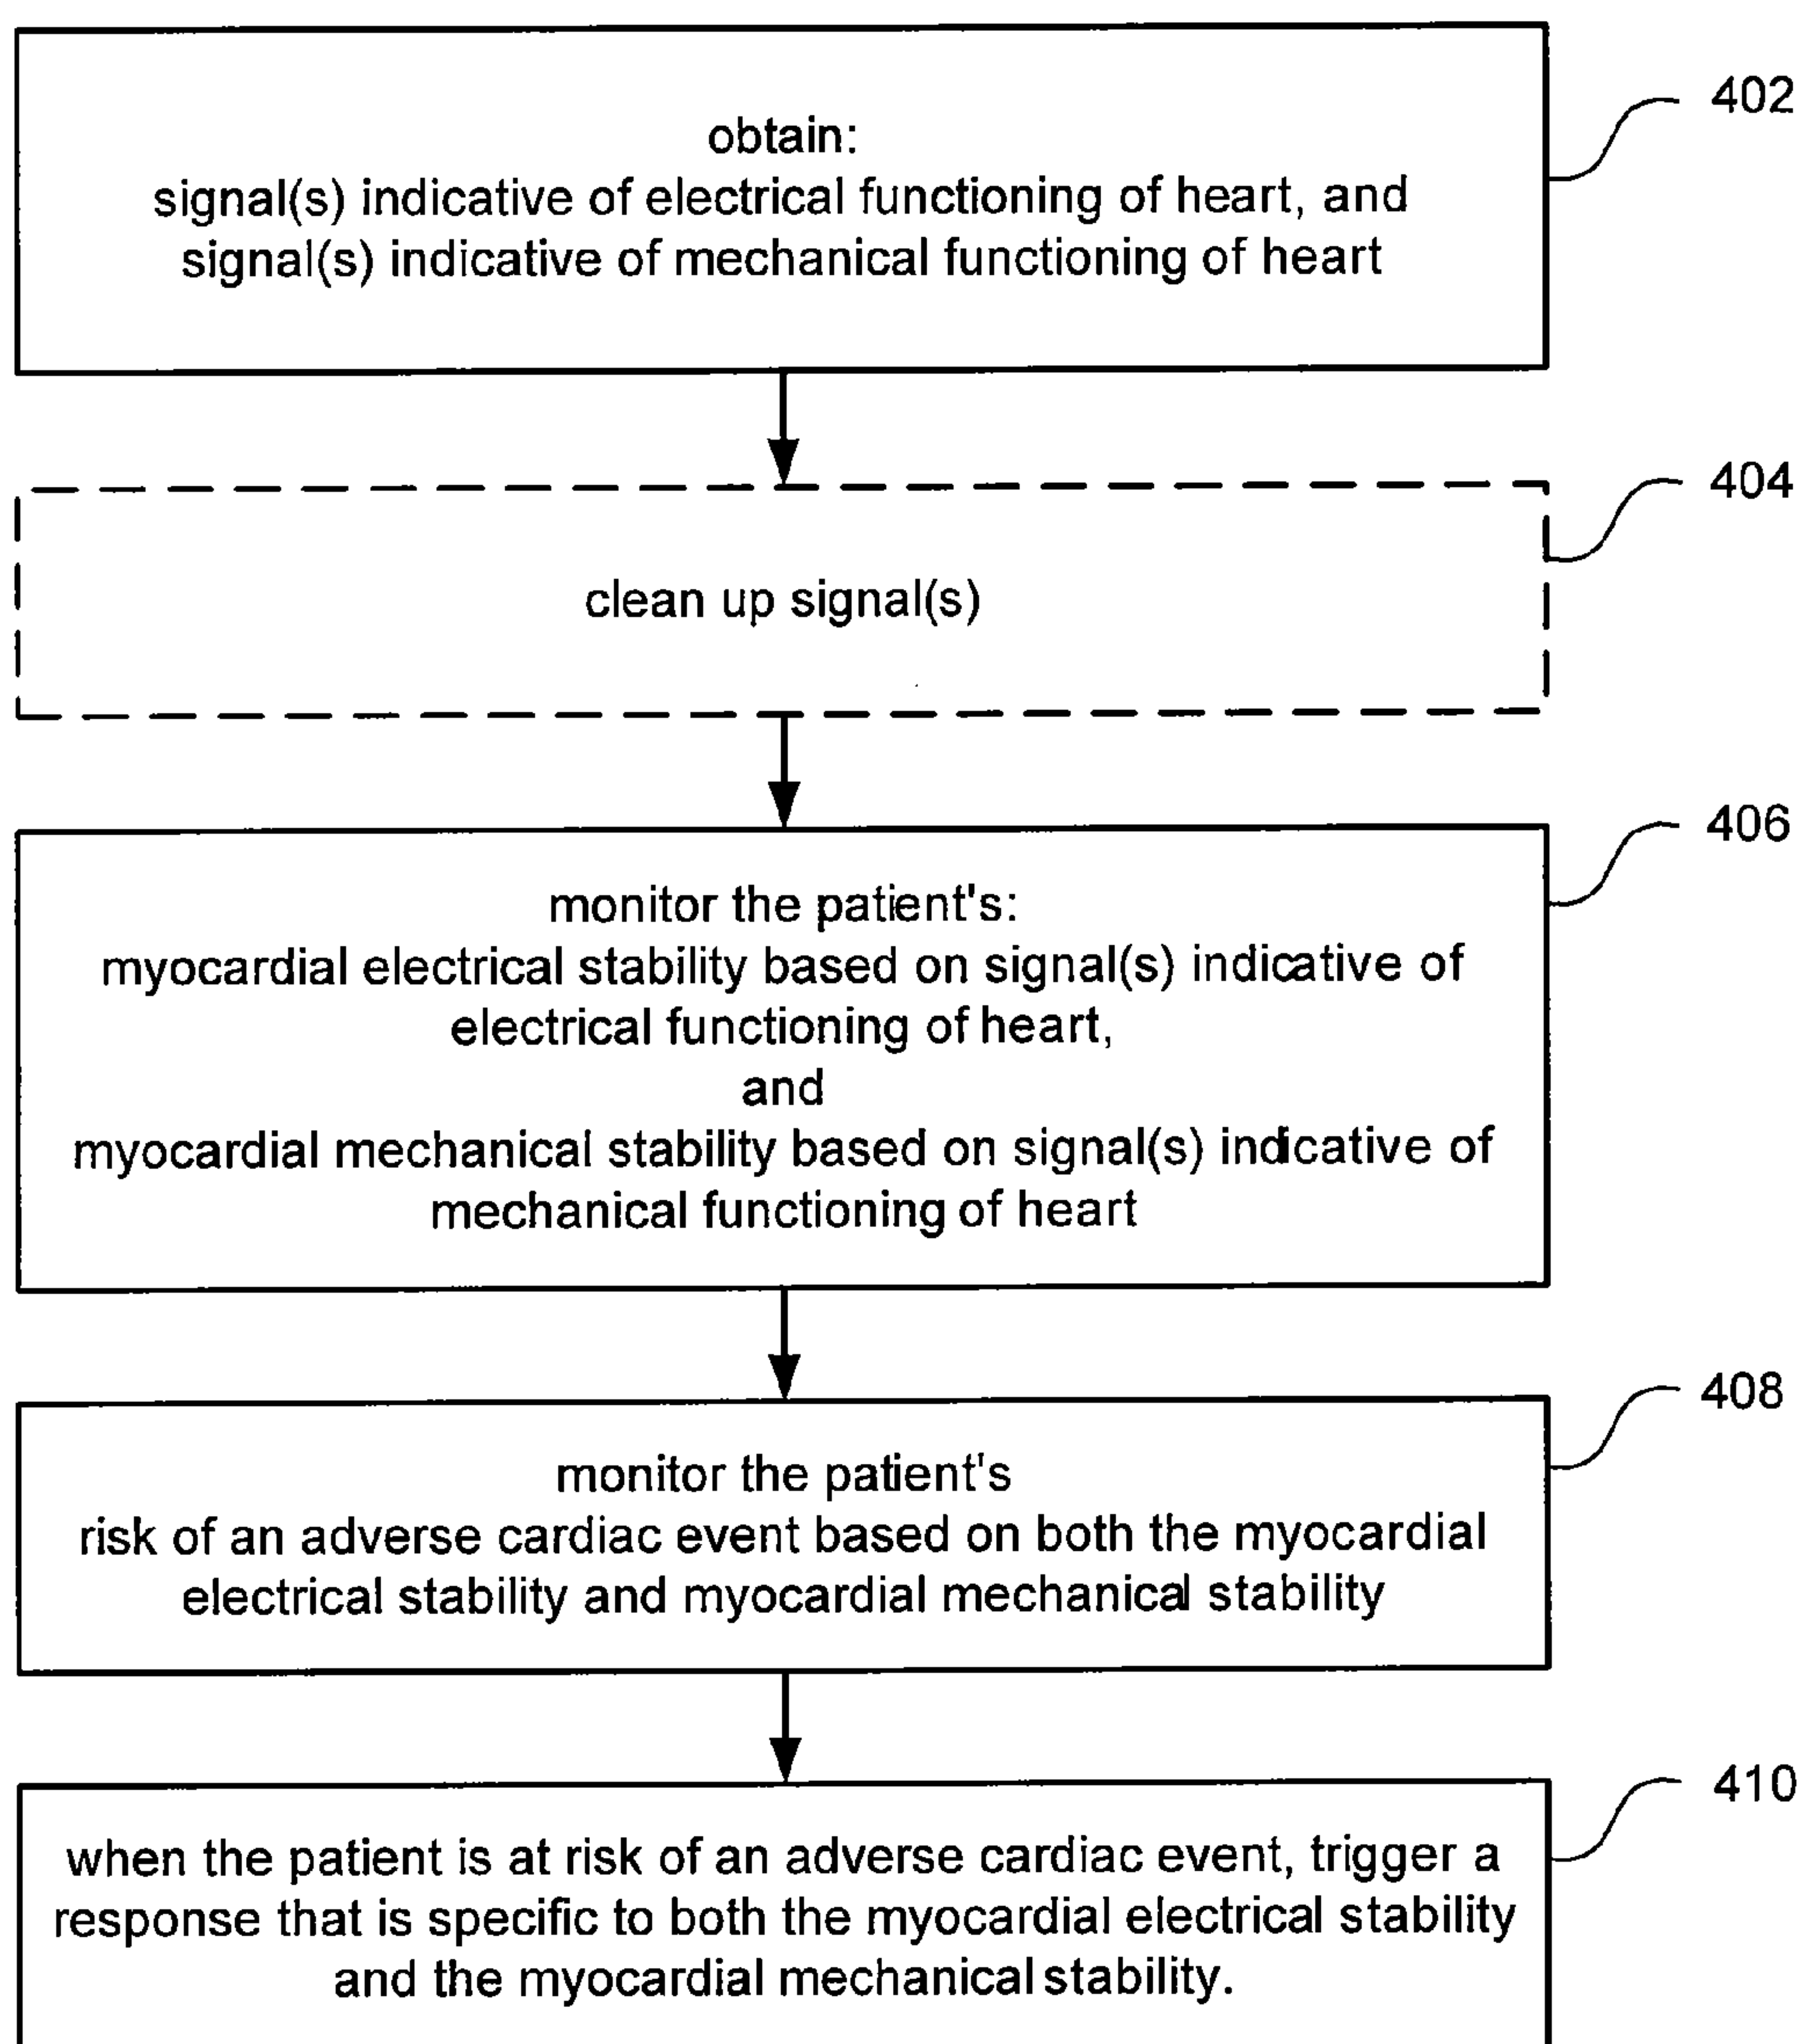 402
obtain:
signal(s) indicative of electrical functioning of heart, and
signal(s) indicative of mechanical functioning of heart
404
clean up signal(s)
406
monitor the patient's:
myocardial electrical stability based on signal(s) indicative of
electrical functioning of heart,
and
myocardial mechanical stability based on signal(s) indicative of
mechanical functioning of heart
408
monitor the patient's
risk of an adverse cardiac event based on both the myocardial
electrical stability and myocardial mechanical stability
410
when the patient is at risk of an adverse cardiac event, trigger a
response that is specific to both the myocardial electrical stability
and the myocardial mechanical stability.